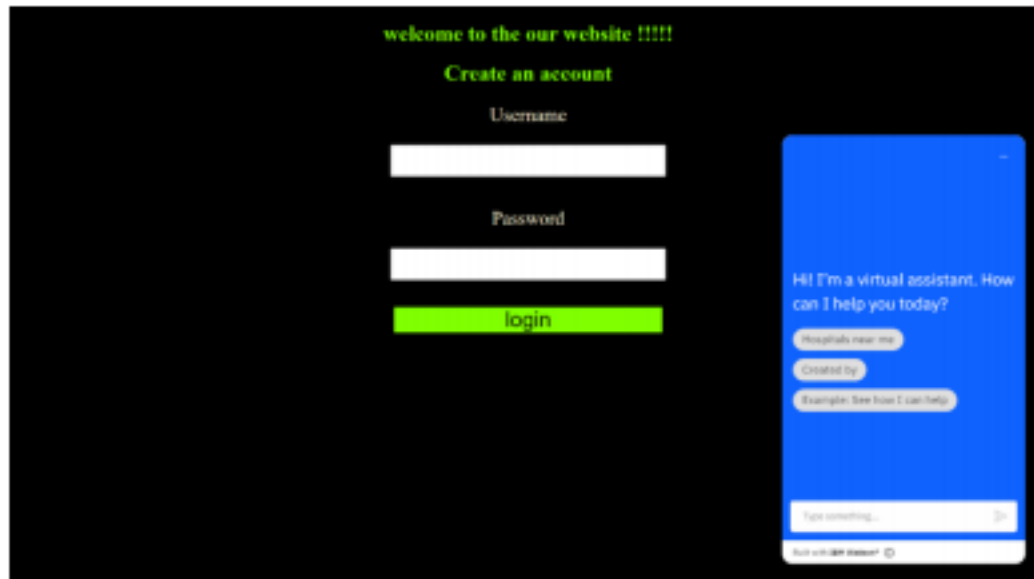 welcome to the our website !!!!!
Create an account
Username
Password
login
Hi! I'm a virtual assistant. How
can I help you today?
Hospitals near me
Created by
Example: See how I can help
Type something...
Built with IBM Watson®